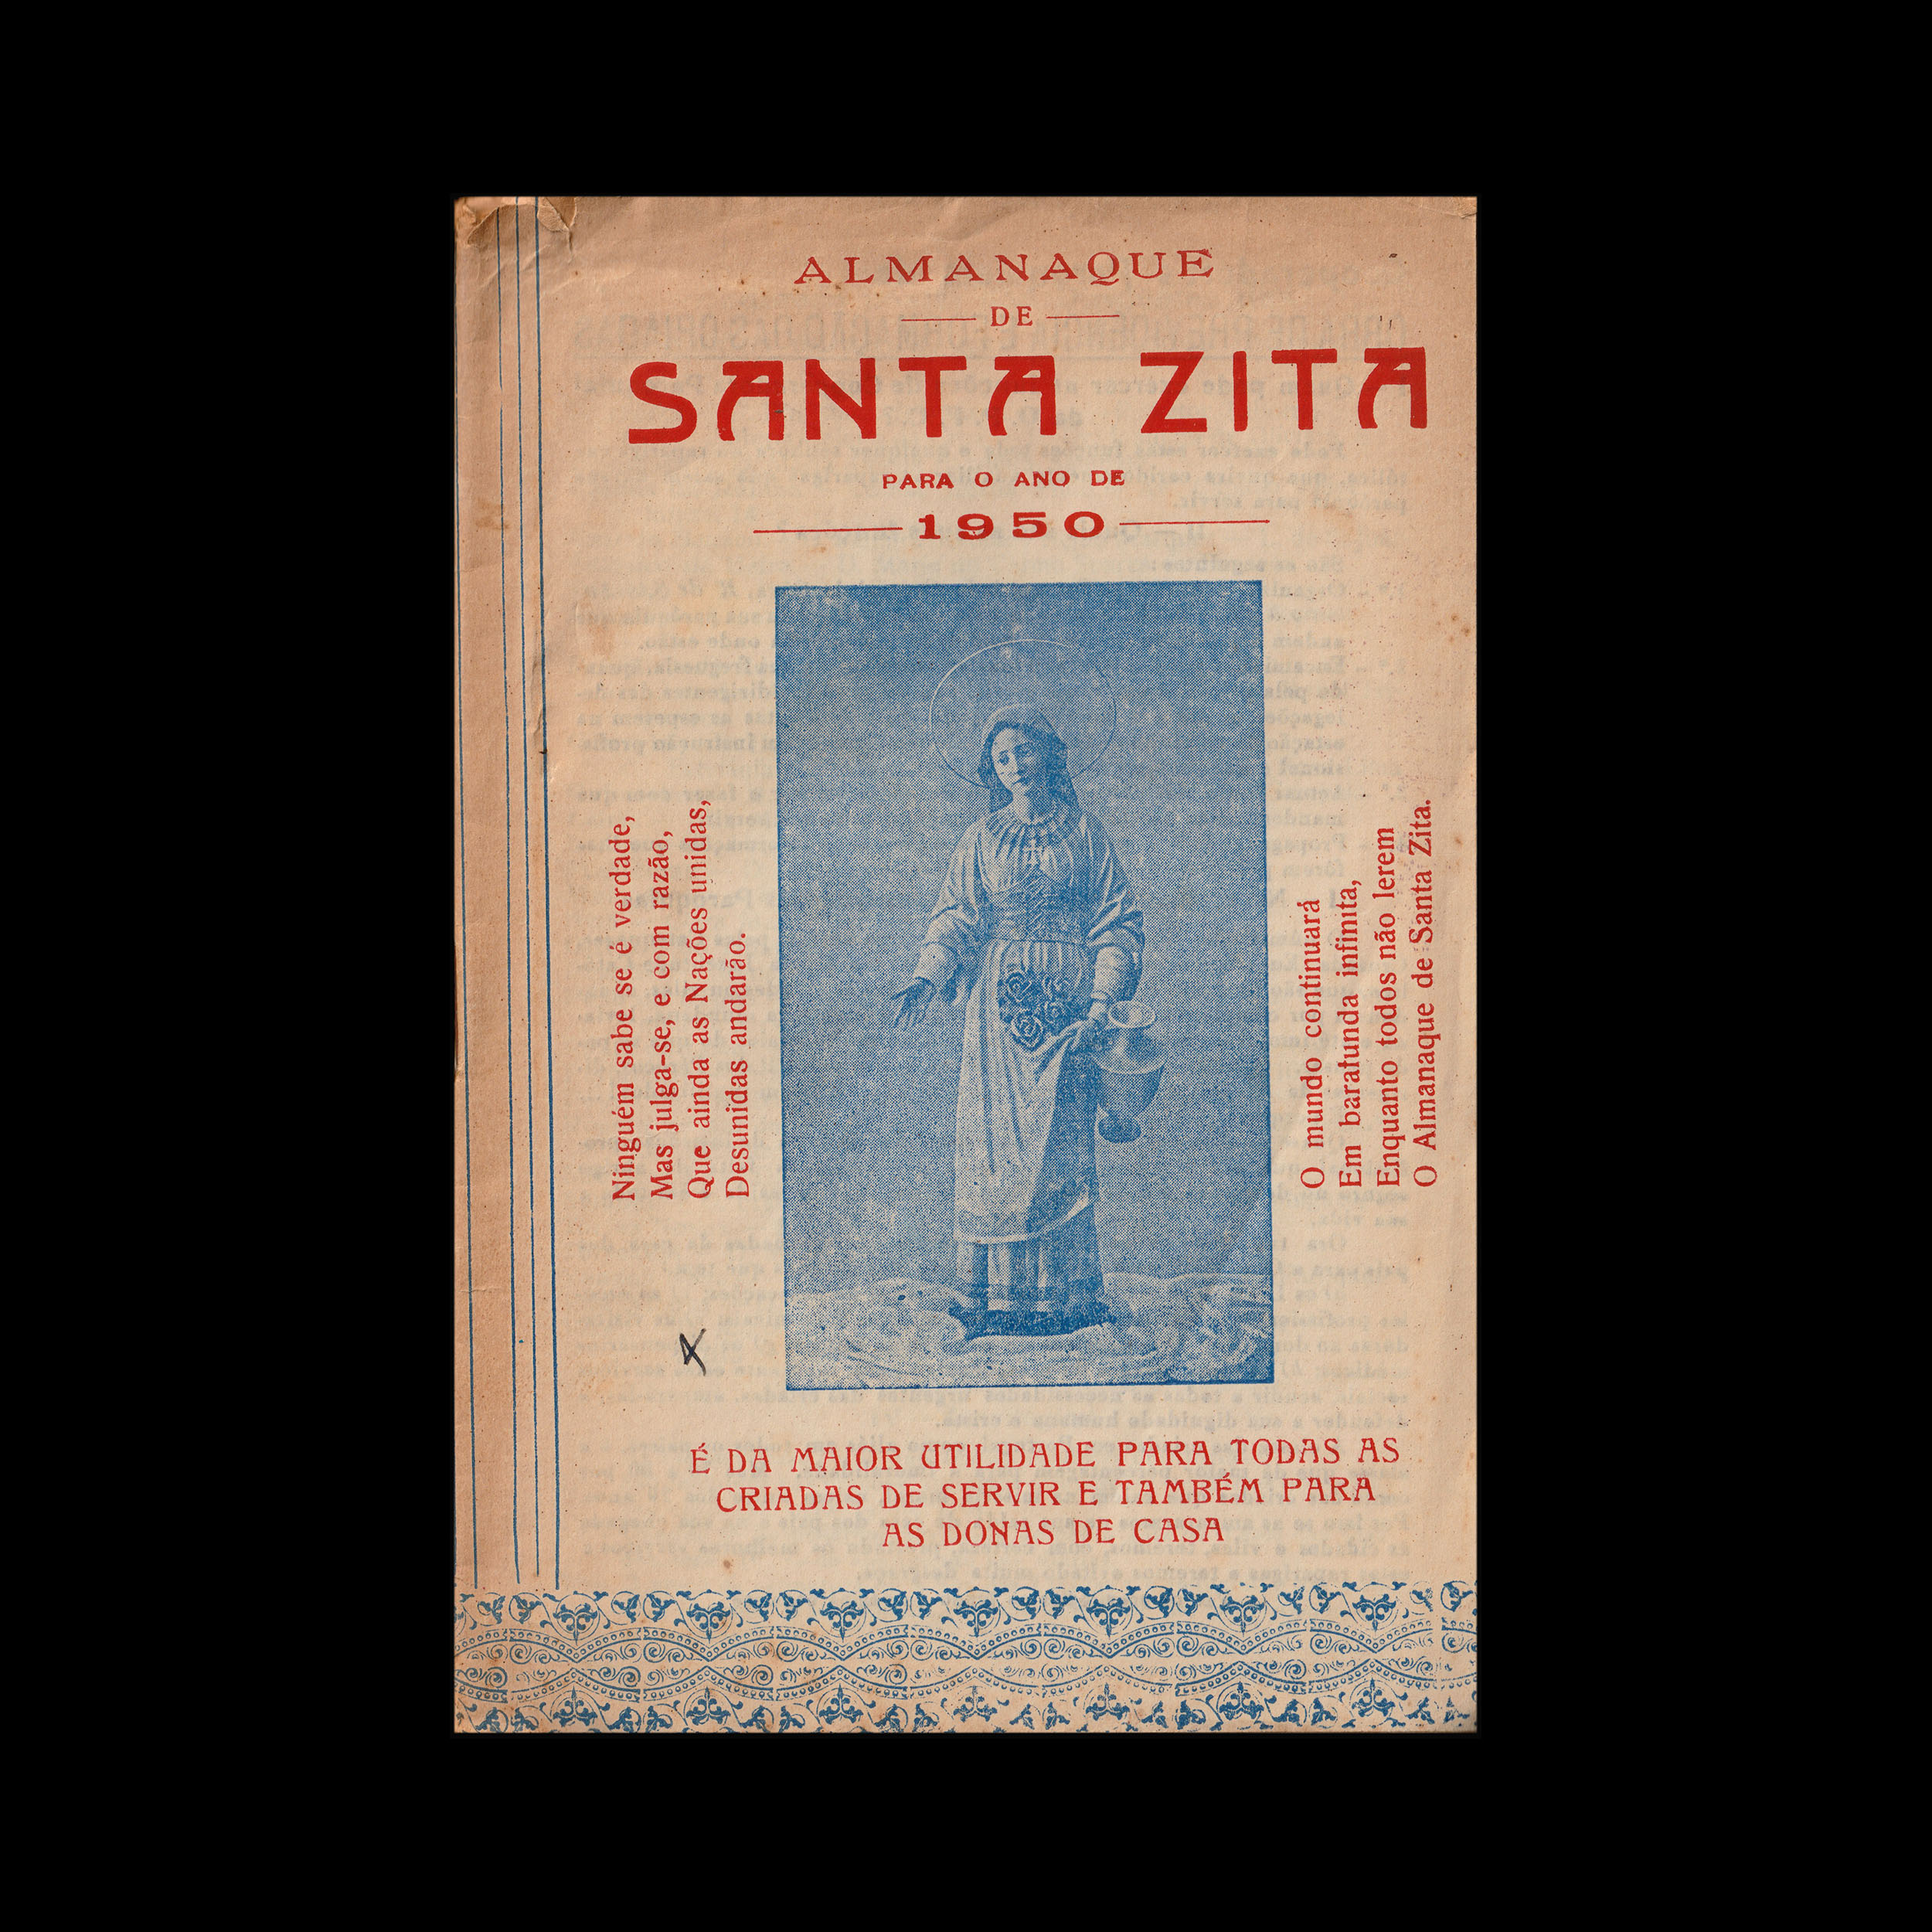 ALMANAQUE
DE
SANTA ZITA
PARA O ANO DE
1950
Ninguém sabe se é verdade,
Mas julga-se, e com razão,
Que ainda as Nações unidas,
Desunidas andarão.
O mundo continuará
Em barafunda infinita,
Enquanto todos não lerem
O Almanaque de Santa Zita.
É DA MAIOR UTILIDADE PARA TODAS AS
CRIADAS DE SERVIR E TAMBÉM PARA
AS DONAS DE CASA